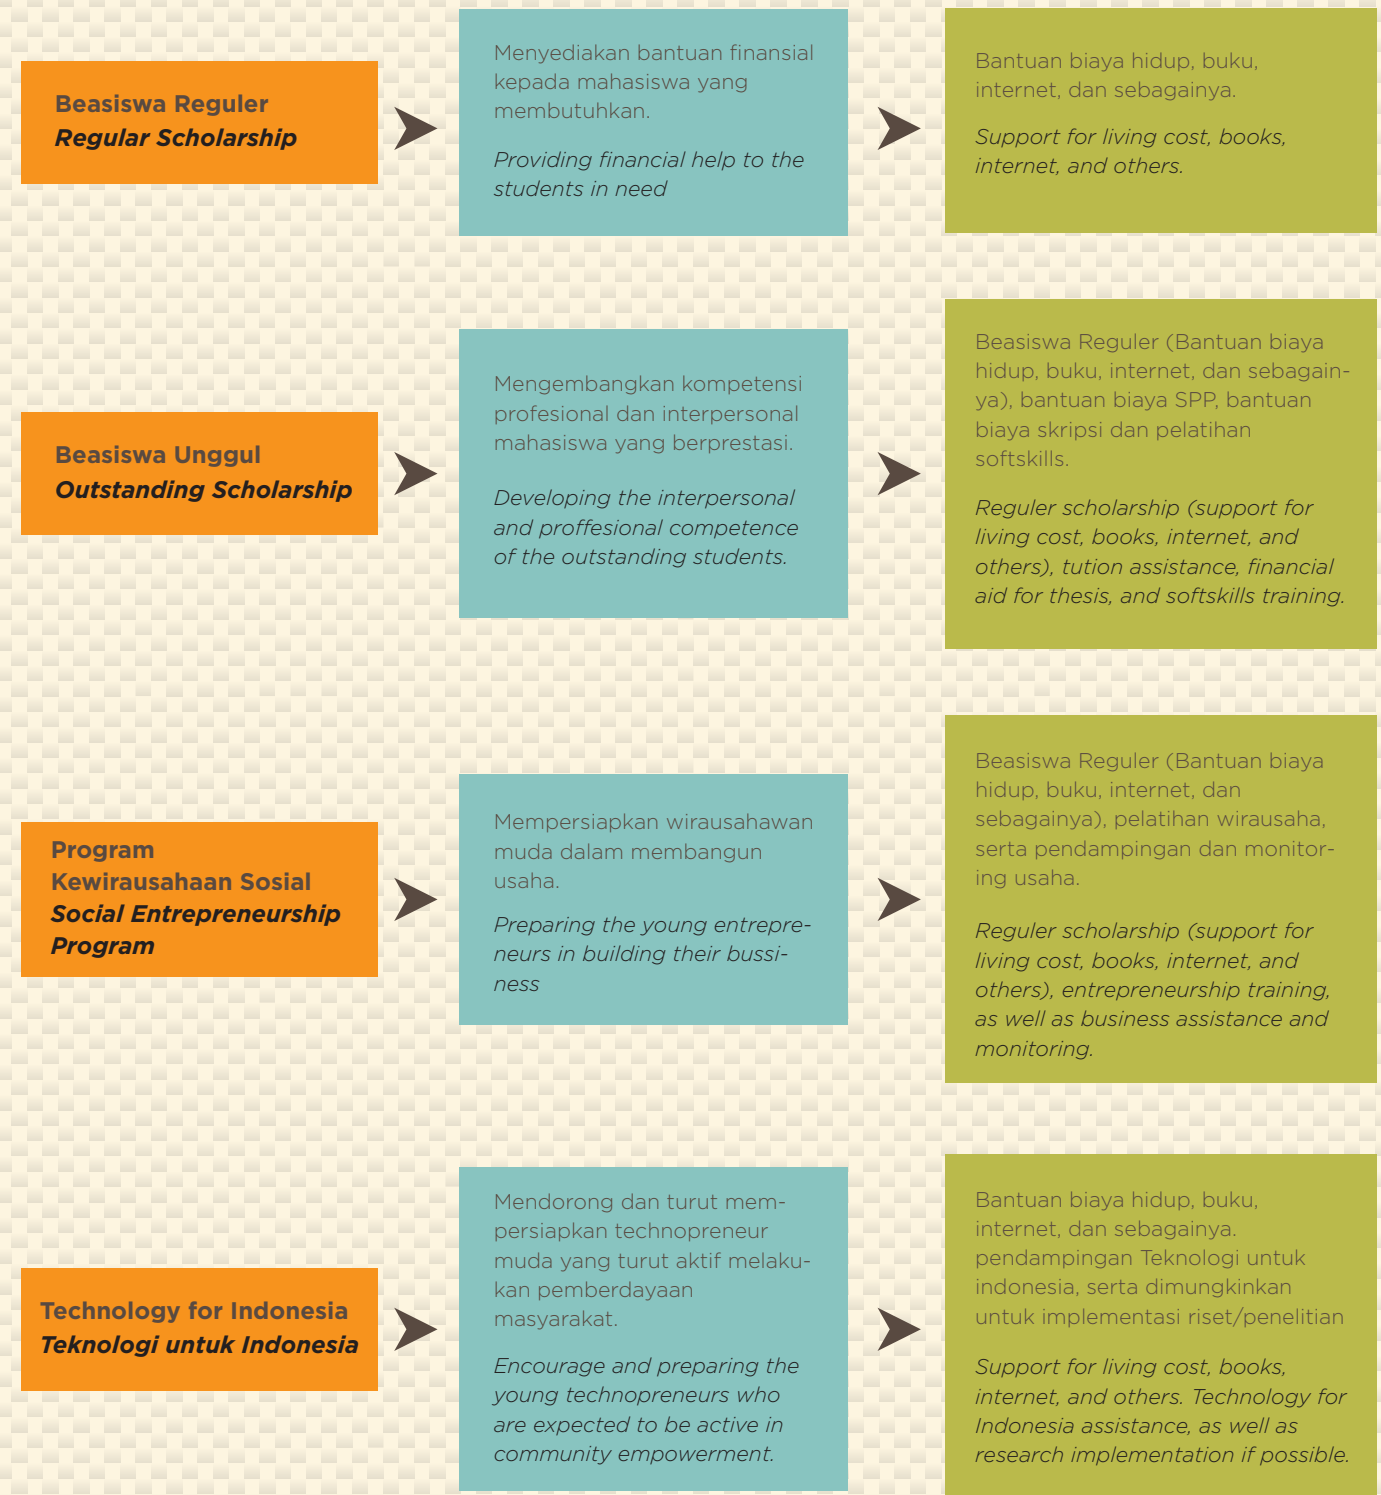 Beasiswa Reguler
Regular Scholarship
Menyediakan bantuan finansial
kepada mahasiswa yang
membutuhkan.
Providing financial help to the
students in need
Bantuan biaya hidup, buku,
internet, dan sebagainya.
Support for living cost, books,
internet, and others.
Beasiswa Unggul
Outstanding Scholarship
Mengembangkan kompetensi
profesional dan interpersonal
mahasiswa yang berprestasi.
Developing the interpersonal
and proffesional competence
of the outstanding students.
Beasiswa Reguler (Bantuan biaya
hidup, buku, internet, dan sebagain-
ya), bantuan biaya SPP, bantuan
biaya skripsi dan pelatihan
softskills.
Reguler scholarship (support for
living cost, books, internet, and
others), tution assistance, financial
aid for thesis, and softskills training.
Program
Kewirausahaan Sosial
Social Entrepreneurship
Program
Mempersiapkan wirausahawan
muda dalam membangun
usaha.
Preparing the young entrepre-
neurs in building their bussi-
ness
Beasiswa Reguler (Bantuan biaya
hidup, buku, internet, dan
sebagainya), pelatihan wirausaha,
serta pendampingan dan monitor-
ing usaha.
Reguler scholarship (support for
living cost, books, internet, and
others), entrepreneurship training,
as well as business assistance and
monitoring.
Technology for Indonesia
Teknologi untuk Indonesia
Mendorong dan turut mem-
persiapkan technopreneur
muda yang turut aktif melaku-
kan pemberdayaan
masyarakat.
Encourage and preparing the
young technopreneurs who
are expected to be active in
community empowerment.
Bantuan biaya hidup, buku,
internet, dan sebagainya.
pendampingan Teknologi untuk
indonesia, serta dimungkinkan
untuk implementasi riset/penelitian
Support for living cost, books,
internet, and others. Technology for
Indonesia assistance, as well as
research implementation if possible.